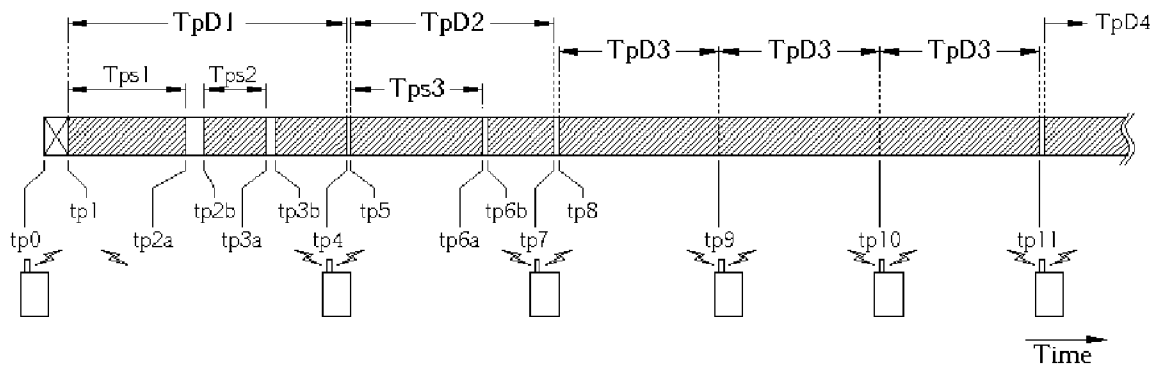 TpD1
TpD2
TpD4
TpD3
TpD3
TpD3
Tps1
Tps2
Tps3
tp1
tp2b
tp3b
tp5
tp6b
tp8
tp0
tp2a
tp3a
tp4
tp6a
tp7
tp9
tp10
tp11
Time